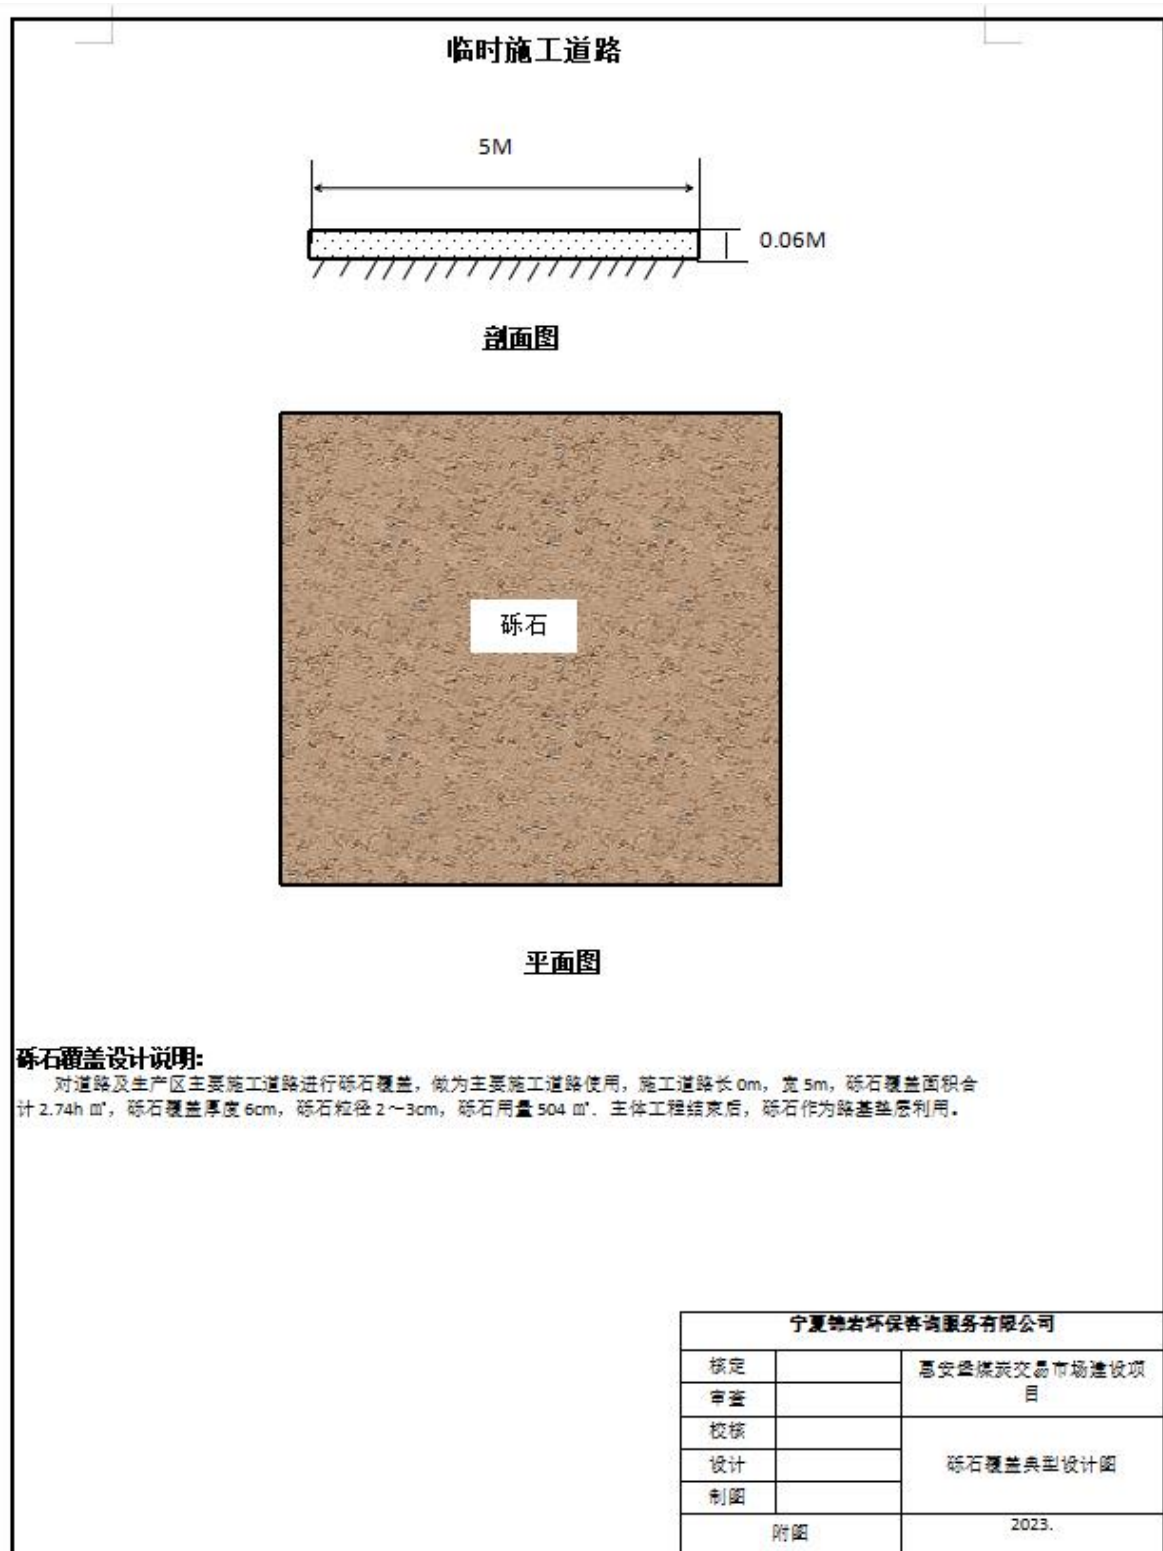 临时施工道路
5M
0.06M
剖面图
砾石
平面图
砾石覆盖设计说明：
对道路及生产区主要施工道路进行砾石覆盖，做为主要施工道路使用，施工道路长 0m，宽 5m，砾石覆盖面积合
计 2.74h ㎡，砾石覆盖厚度 6cm，砾石粒径 2～3cm，砾石用量 504 ㎡．主体工程结束后，砾石作为路基垫层利用。
宁夏锦岩环保咨询服务有限公司
核定
惠安堡煤炭交易市场建设项
目
审查
校核
设计
砾石覆盖典型设计图
制图
附图
2023.